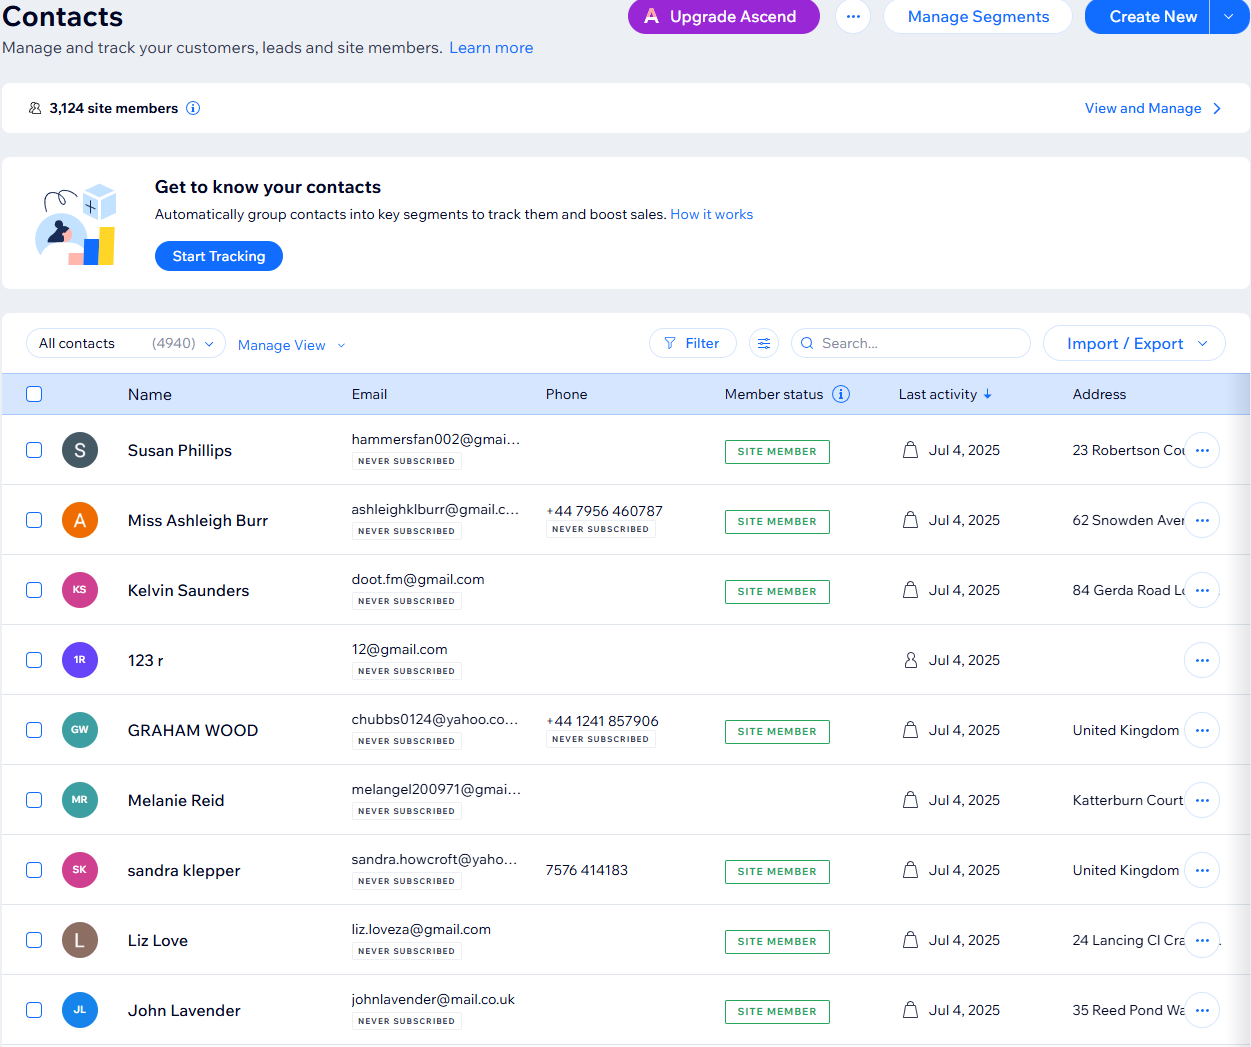 Contacts
Upgrade Ascend
Manage Segments
Create New
Manage and track your customers, leads and site members. Learn more
3,124 site members
View and Manage
Get to know your contacts
Automatically group contacts into key segments to track them and boost sales. How it works
Start Tracking
All contacts (4940)
Manage View
Filter
Search...
Import / Export
Name Email Phone Member status Last activity Address
S Susan Phillips hammersfan002@gmai... NEVER SUBSCRIBED SITE MEMBER Jul 4, 2025 23 Robertson Cou
A Miss Ashleigh Burr ashleighklburr@gmail.c... NEVER SUBSCRIBED +44 7956 460787 NEVER SUBSCRIBED SITE MEMBER Jul 4, 2025 62 Snowden Aver
KS Kelvin Saunders doot.fm@gmail.com NEVER SUBSCRIBED SITE MEMBER Jul 4, 2025 84 Gerda Road
1R 123 r 12@gmail.com NEVER SUBSCRIBED Jul 4, 2025
GW GRAHAM WOOD chubbs0124@yahoo.co... NEVER SUBSCRIBED +44 1241 857906 NEVER SUBSCRIBED SITE MEMBER Jul 4, 2025 United Kingdom
MR Melanie Reid melangel200971@gmai... NEVER SUBSCRIBED Jul 4, 2025 Katterburn Court
SK sandra klepper sandra.howcroft@yaho... NEVER SUBSCRIBED 7576 414183 SITE MEMBER Jul 4, 2025 United Kingdom
L Liz Love liz.loveza@gmail.com NEVER SUBSCRIBED SITE MEMBER Jul 4, 2025 24 Lancing Cl Cra
JL John Lavender johnlavender@mail.co.uk NEVER SUBSCRIBED SITE MEMBER Jul 4, 2025 35 Reed Pond Wa